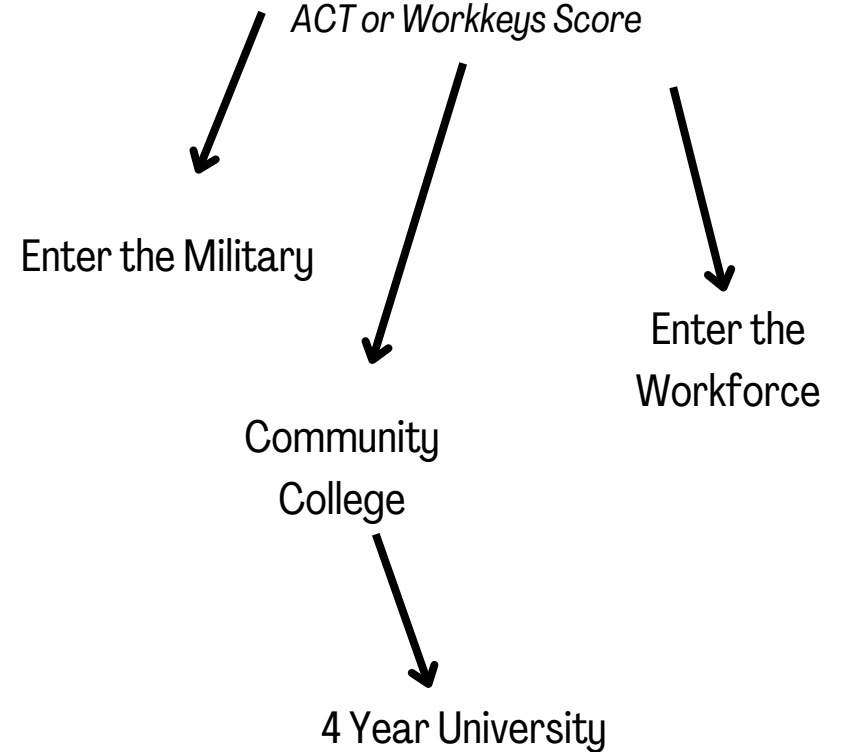 ACT or Workkeys Score
Enter the Military
Enter the
Workforce
Community
College
4 Year University